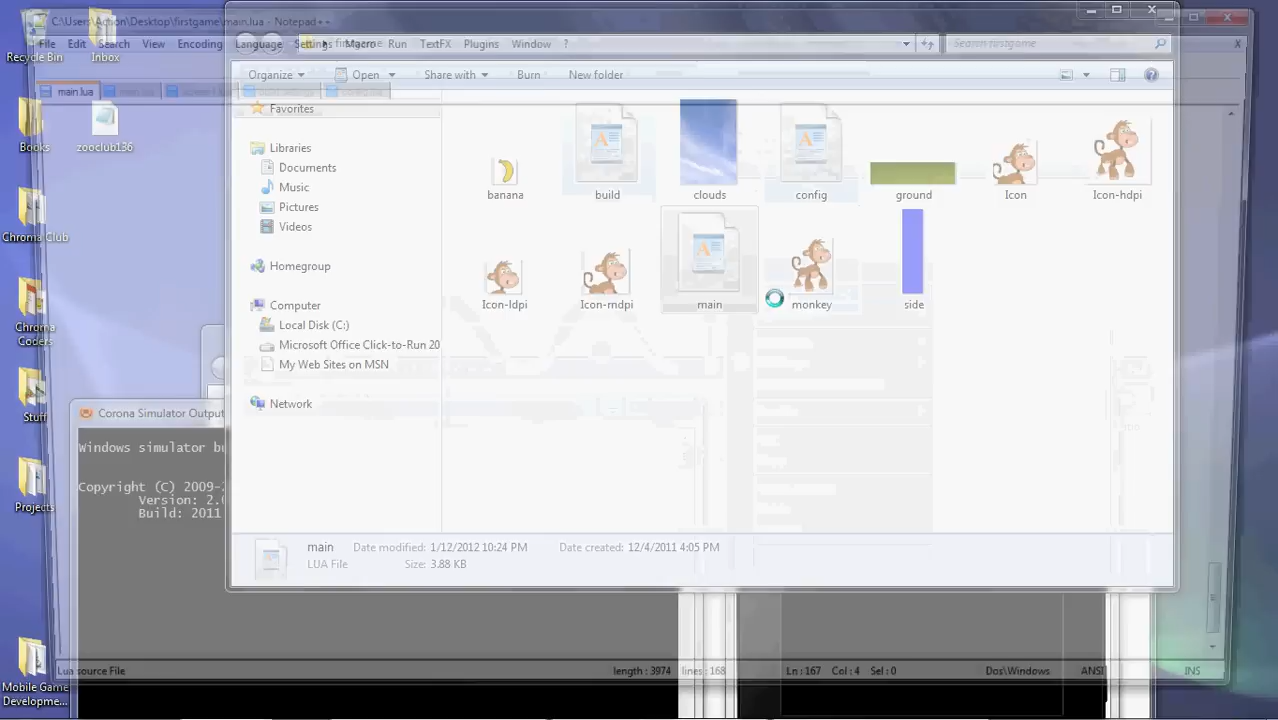 C:\Users\Action\Desktop\firstgame\main.lua - Notepad++
File Edit Search View Encoding Language Settings Macro Run TextFX Plugins Window ? X
Search firstgame
Organize Open Share with Burn New folder
main.lua
Recycle Bin
Inbox
Books
zooclub136
Chroma Club
Chroma
Coders
Stuff
Projects
Mobile Game
Developme...
Favorites
Libraries
Documents
Music
Pictures
Videos
Homegroup
Computer
Local Disk (C:)
Microsoft Office Click-to-Run 20
My Web Sites on MSN
Network
banana build clouds config ground Icon Icon-hdpi
Icon-ldpi Icon-mdpi main monkey side
Corona Simulator Output
Windows simulator bu
Copyright (C) 2009-2
Version: 2.0
Build: 2011
main Date modified: 1/12/2012 10:24 PM Date created: 12/4/2011 4:05 PM
LUA File Size: 3.88 KB
Lua source File length : 3974 lines : 168 Ln : 167 Col : 4 Sel : 0 Dos\Windows ANSI INS